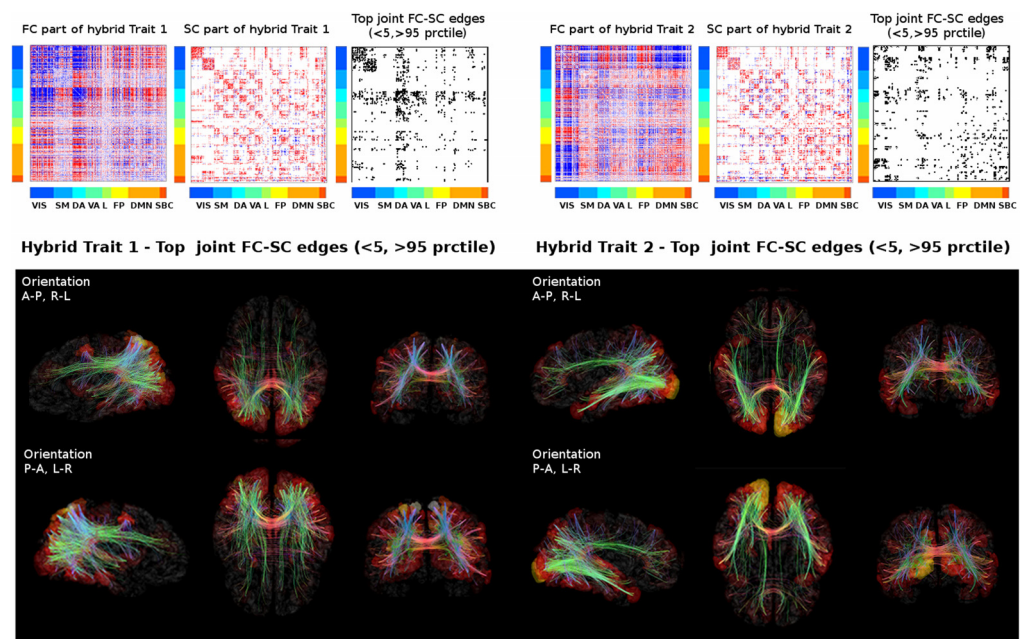 FC part of hybrid Trait 1
SC part of hybrid Trait 1
Top joint FC-SC edges
(<5,>95 prctile)
FC part of hybrid Trait 2
SC part of hybrid Trait 2
Top joint FC-SC edges
(<5,>95 prctile)
VIS SM DA VA L FP DMN SBC
VIS SM DA VA L FP DMN SBC
VIS SM DA VA L FP DMN SBC
VIS SM DA VA L FP DMN SBC
VIS SM DA VA L FP DMN SBC
VIS SM DA VA L FP DMN SBC
Hybrid Trait 1 - Top joint FC-SC edges (<5, >95 prctile)
Hybrid Trait 2 - Top joint FC-SC edges (<5, >95 prctile)
Orientation
A-P, R-L
Orientation
A-P, R-L
Orientation
P-A, L-R
Orientation
P-A, L-R